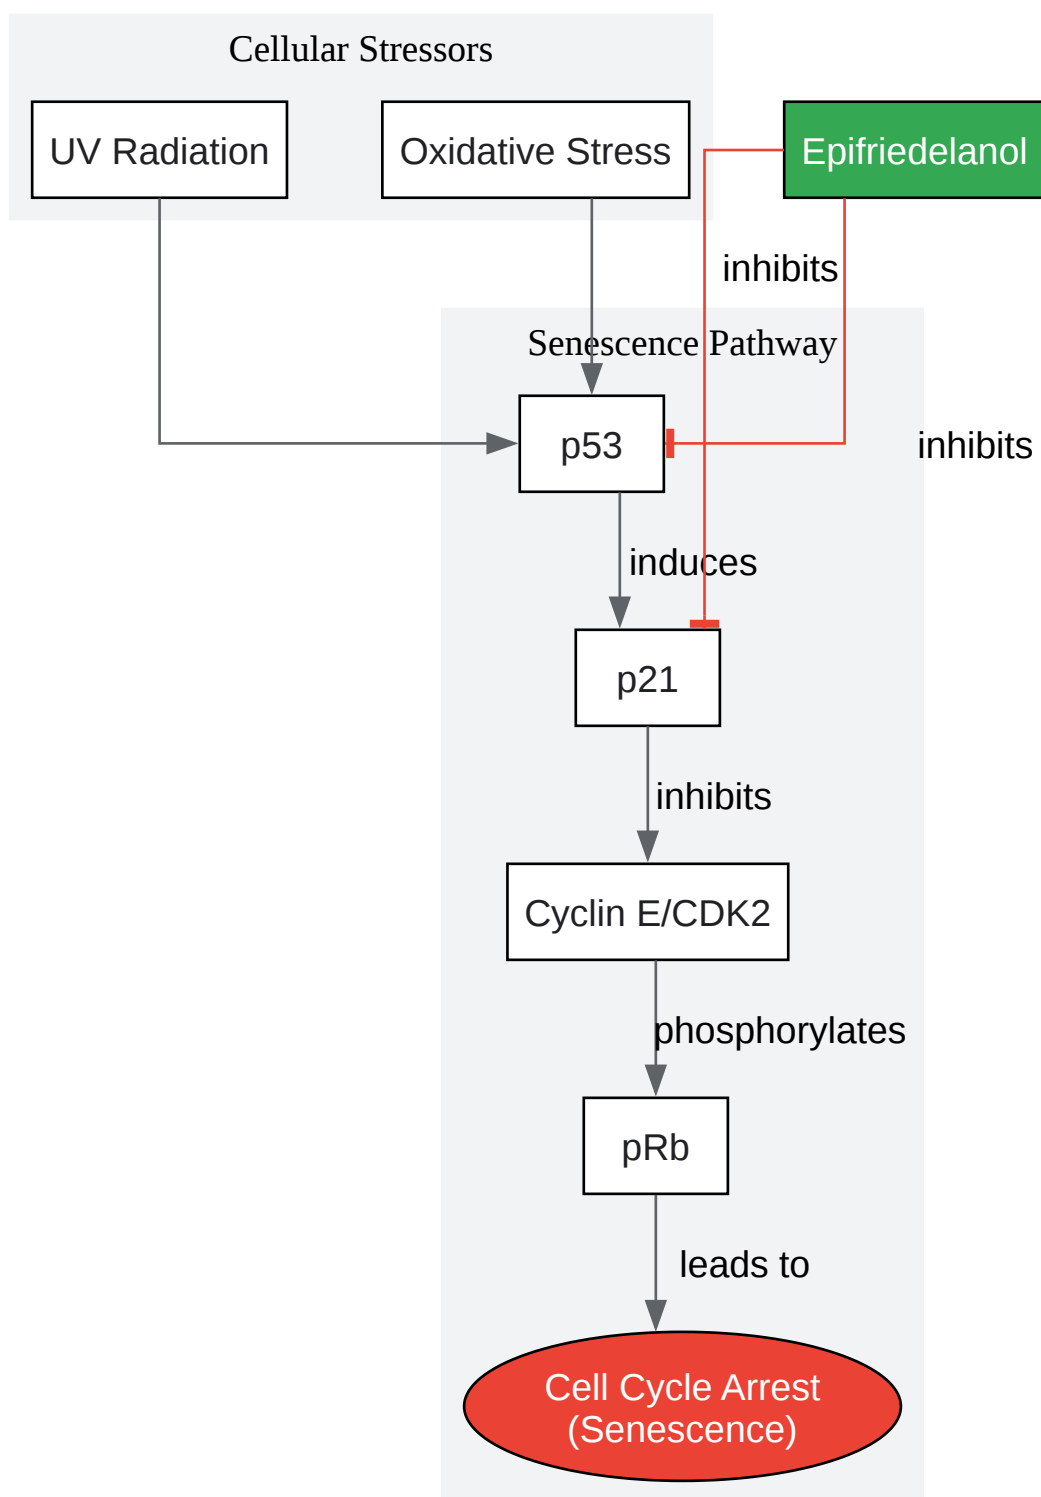 Cellular Stressors
UV Radiation
Oxidative Stress
Epifriedelanol
inhibits
Senescence Pathway
p53
inhibits
induces
p21
inhibits
Cyclin E/CDK2
phosphorylates
pRb
leads to
Cell Cycle Arrest
(Senescence)